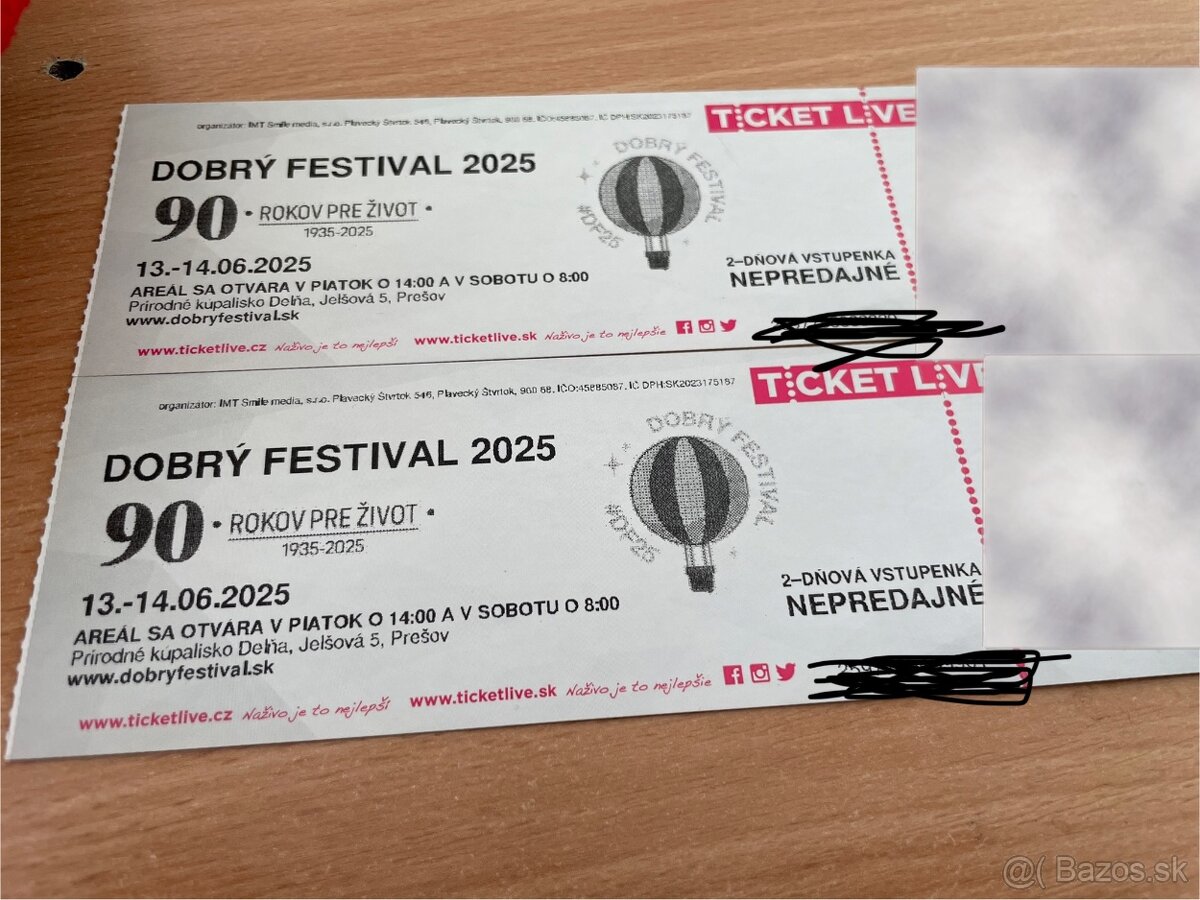 organizátor: IMT Smile media, s.r.o. Plavecký Štvrtok 546, Plavecký Štvrtok, 900 68, IČO:45885087, IČ DPH:SK2023175187
TICKET LIVE
DOBRÝ FESTIVAL 2025
90 • ROKOV PRE ŽIVOT •
1935-2025
DOBRÝ FESTIVAL
#DF25
13.-14.06.2025
AREÁL SA OTVÁRA V PIATOK O 14:00 A V SOBOTU O 8:00
Prírodné kúpalisko Delňa, Jelšová 5, Prešov
www.dobryfestival.sk
2-DŇOVÁ VSTUPENKA
NEPREDAJNÉ
www.ticketlive.cz Naživo je to nejlepší www.ticketlive.sk Naživo je to najlepšie
organizátor: IMT Smile media, s.r.o. Plavecký Štvrtok 546, Plavecký Štvrtok, 900 68, IČO:45885087, IČ DPH:SK2023175187
TICKET LIV
DOBRÝ FESTIVAL 2025
90 • ROKOV PRE ŽIVOT •
1935-2025
DOBRÝ FESTIVAL
#DF25
13.-14.06.2025
AREÁL SA OTVÁRA V PIATOK O 14:00 A V SOBOTU O 8:00
Prírodné kúpalisko Delňa, Jelšová 5, Prešov
www.dobryfestival.sk
2-DŇOVÁ VSTUPENKA
NEPREDAJNÉ
www.ticketlive.cz Naživo je to nejlepší www.ticketlive.sk Naživo je to najlepšie
@( Bazos.sk